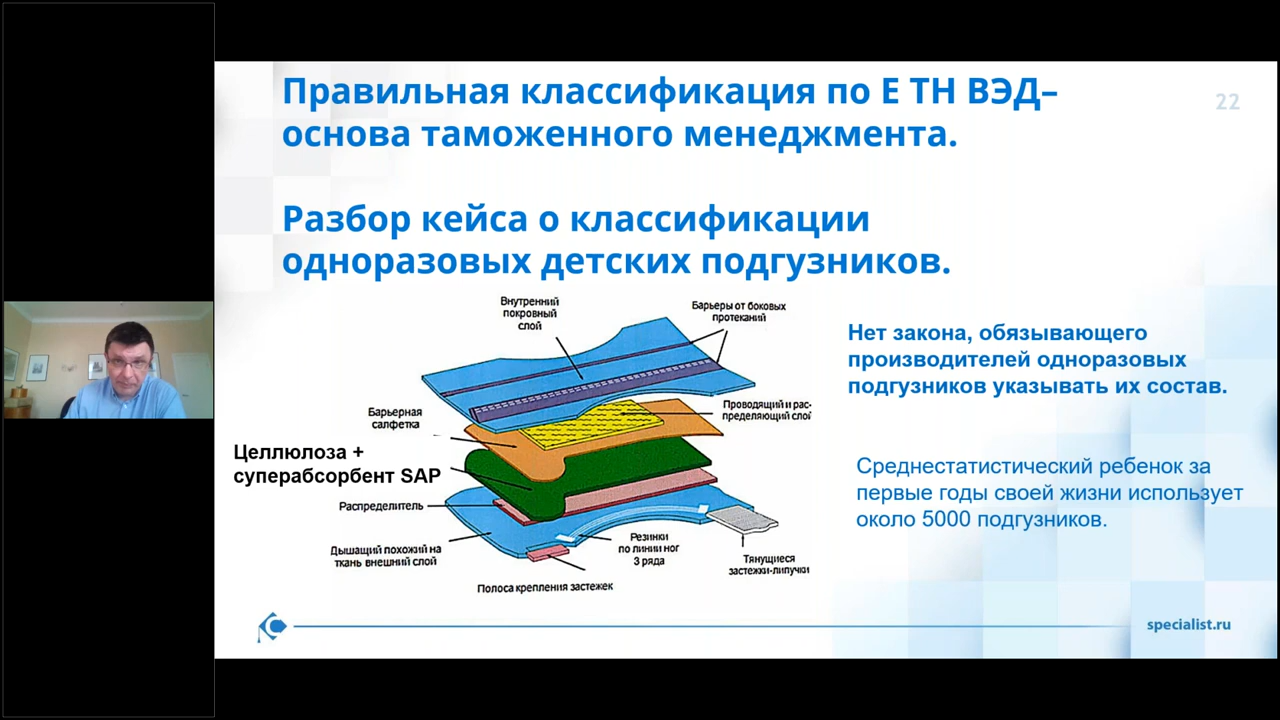 Правильная классификация по Е ТН ВЭД–
основа таможенного менеджмента.
22
Разбор кейса о классификации
одноразовых детских подгузников.
Внутренний
покровный
слой
Барьеры от боковых
протеканий
Нет закона, обязывающего
производителей одноразовых
подгузников указывать их состав.
Барьерная
салфетка
Проводящий и рас-
пределяющий слой
Целлюлоза +
суперабсорбент SAP
Среднестатистический ребенок за
первые годы своей жизни использует
около 5000 подгузников.
Распределитель
Дышащий похожий на
ткань внешний слой
Резинки
по линии ног
3 ряда
Тянущиеся
застежки-липучки
Полоса крепления застежек
specialist.ru